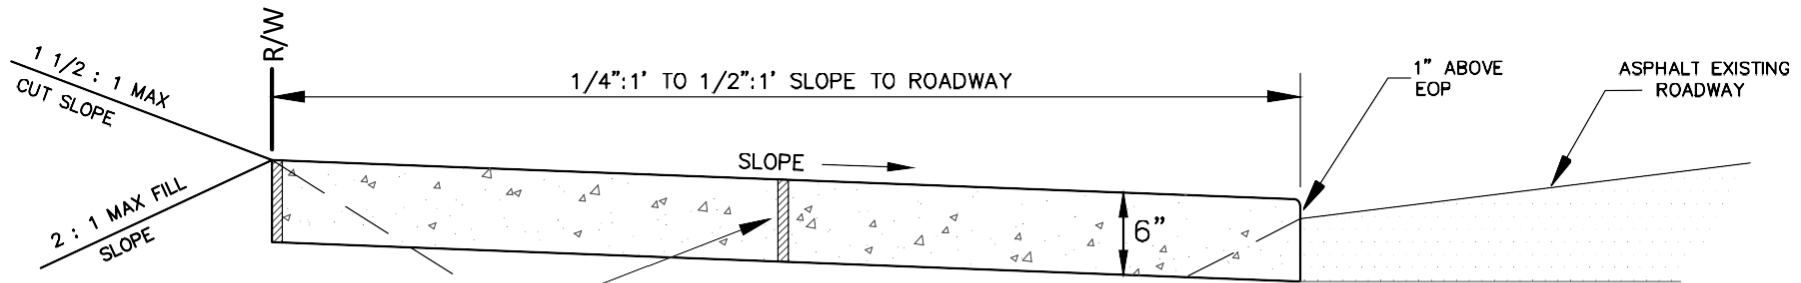 R/W
1 1/2 : 1 MAX
CUT SLOPE
1/4":1' TO 1/2":1' SLOPE TO ROADWAY
1" ABOVE
EOP
ASPHALT EXISTING
ROADWAY
SLOPE
2 : 1 MAX FILL
SLOPE
6"